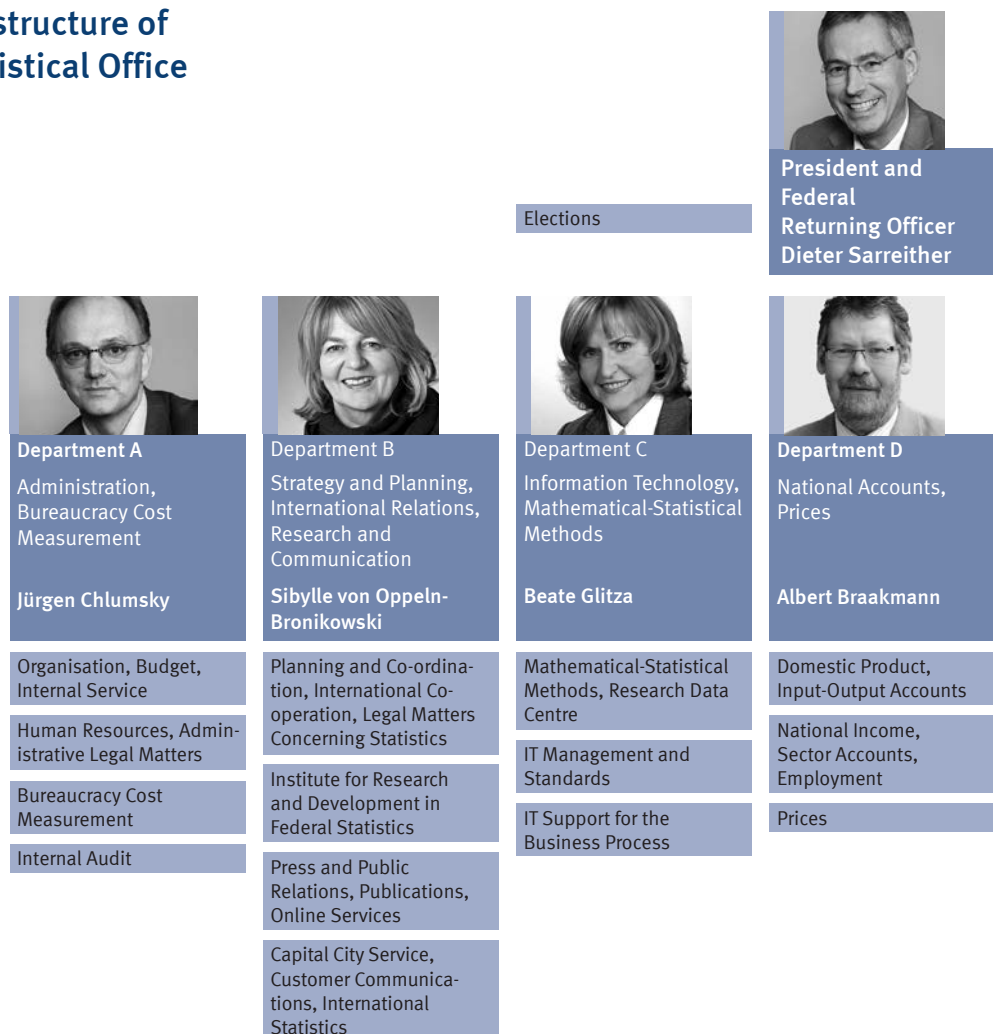 structure of
istical Office
President and
Federal
Returning Officer
Dieter Sarreither
Elections
Department A
Administration,
Bureaucracy Cost
Measurement
Jürgen Chlumsky
Organisation, Budget,
Internal Service
Human Resources, Admin-
istrative Legal Matters
Bureaucracy Cost
Measurement
Internal Audit
Department B
Strategy and Planning,
International Relations,
Research and
Communication
Sibylle von Oppeln-
Bronikowski
Planning and Co-ordina-
tion, International Co-
operation, Legal Matters
Concerning Statistics
Institute for Research
and Development in
Federal Statistics
Press and Public
Relations, Publications,
Online Services
Capital City Service,
Customer Communica-
tions, International
Statistics
Department C
Information Technology,
Mathematical-Statistical
Methods
Beate Glitza
Mathematical-Statistical
Methods, Research Data
Centre
IT Management and
Standards
IT Support for the
Business Process
Department D
National Accounts,
Prices
Albert Braakmann
Domestic Product,
Input-Output Accounts
National Income,
Sector Accounts,
Employment
Prices